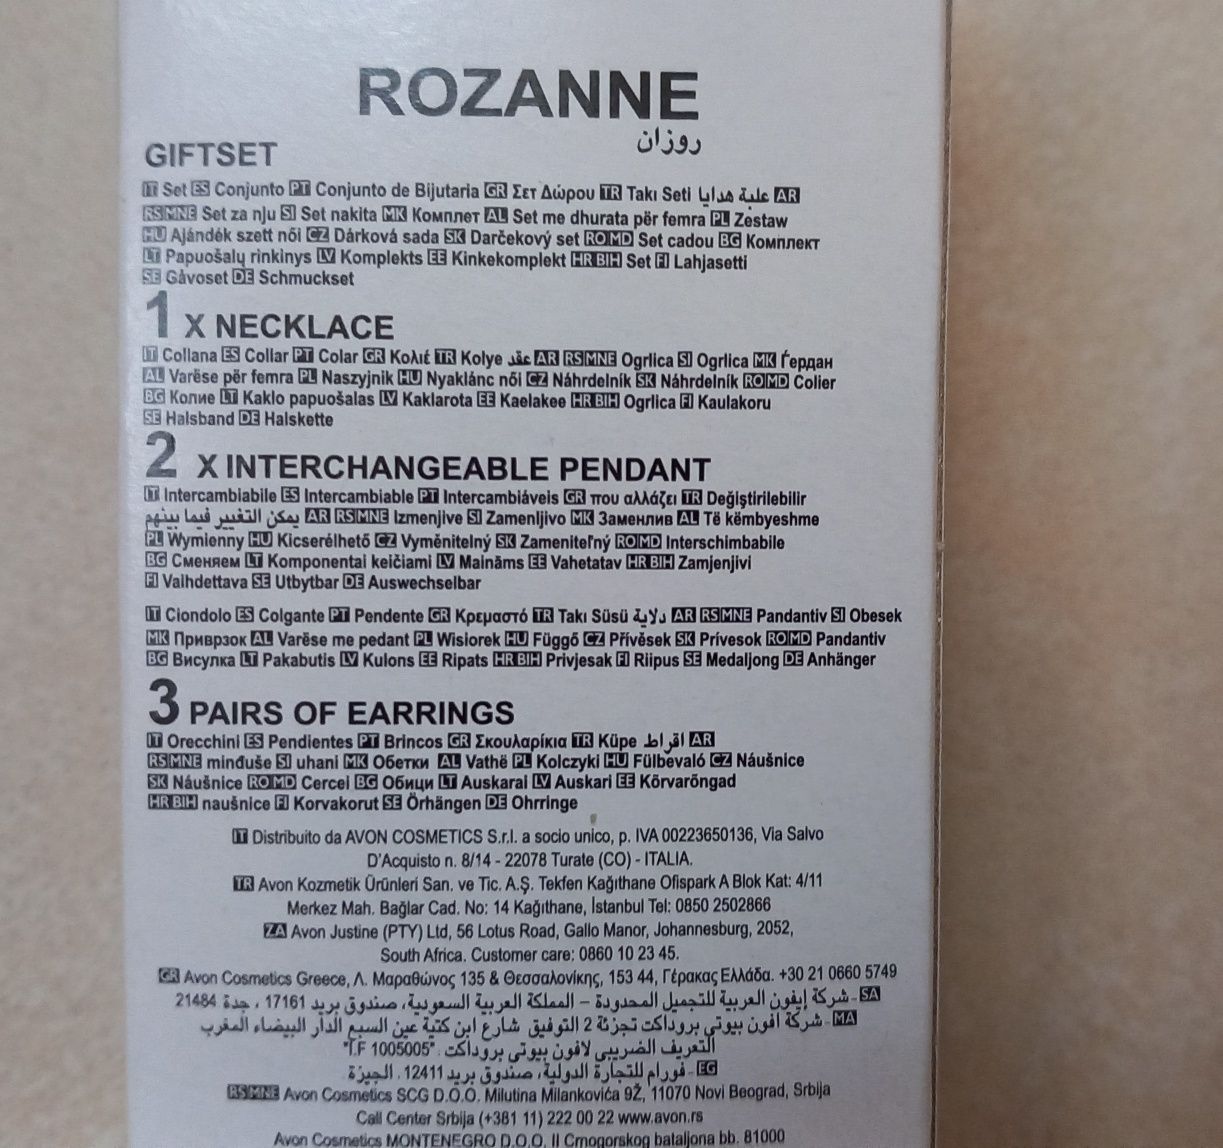 ROZANNE
روزان
GIFTSET
IT Set ES Conjunto PT Conjunto de Bijutaria GR Σετ Δώρου TR Takı Seti علبة هدايا AR
RS MNE Set za nju SI Set nakita MK Комплет AL Set me dhurata për femra PL Zestaw
HU Ajándék szett női CZ Dárková sada SK Darčekový set RO MD Set cadou BG Комплект
LT Papuošalų rinkinys LV Komplekts EE Kinkekomplekt HR BIH Set FI Lahjasetti
SE Gåvoset DE Schmuckset
1 X NECKLACE
IT Collana ES Collar PT Colar GR Κολιέ TR Kolye عقد AR RS MNE Ogrlica SI Ogrlica MK Ѓердан
AL Varëse për femra PL Naszyjnik HU Nyaklánc női CZ Náhrdelník SK Náhrdelník RO MD Colier
BG Колие LT Kaklo papuošalas LV Kaklarota EE Kaelakee HR BIH Ogrlica FI Kaulakoru
SE Halsband DE Halskette
2 X INTERCHANGEABLE PENDANT
IT Intercambiabile ES Intercambiable PT Intercambiáveis GR που αλλάζει TR Değiştirilebilir
يمكن التغيير فيما بينهم AR RS MNE Izmenjive SI Zamenljivo MK Заменлив AL Të këmbyeshme
PL Wymienny HU Kicserélhető CZ Vyměnitelný SK Zameniteľný RO MD Interschimbabile
BG Сменяем LT Komponentai keičiami LV Maināms EE Vahetatav HR BIH Zamjenjivi
FI Vaihdettava SE Utbytbar DE Auswechselbar
IT Ciondolo ES Colgante PT Pendente GR Κρεμαστό TR Takı Süsü دلاية AR RS MNE Pandantiv SI Obesek
MK Приврзок AL Varëse me pedant PL Wisiorek HU Függő CZ Přívěsek SK Prívesok RO MD Pandantiv
BG Висулка LT Pakabutis LV Kulons EE Ripats HR BIH Privjesak FI Riipus SE Medaljong DE Anhänger
3 PAIRS OF EARRINGS
IT Orecchini ES Pendientes PT Brincos GR Σκουλαρίκια TR Küpe اقراط AR
RS MNE minđuše SI uhani MK Обетки AL Vathë PL Kolczyki HU Fülbevaló CZ Náušnice
SK Náušnice RO MD Cercei BG Обици LT Auskarai LV Auskari EE Kõrvarõngad
HR BIH naušnice FI Korvakorut SE Örhängen DE Ohrringe
IT Distribuito da AVON COSMETICS S.r.l. a socio unico, p. IVA 00223650136, Via Salvo
D'Acquisto n. 8/14 - 22078 Turate (CO) - ITALIA.
TR Avon Kozmetik Ürünleri San. ve Tic. A.Ş. Tekfen Kağıthane Ofispark A Blok Kat: 4/11
Merkez Mah. Bağlar Cad. No: 14 Kağıthane, İstanbul Tel: 0850 2502866
ZA Avon Justine (PTY) Ltd, 56 Lotus Road, Gallo Manor, Johannesburg, 2052,
South Africa. Customer care: 0860 10 23 45.
GR Avon Cosmetics Greece, Λ. Μαραθώνος 135 & Θεσσαλονίκης, 153 44, Γέρακας Ελλάδα. +30 21 0660 5749
SA - شركة إيفون العربية للتجميل المحدودة – المملكة العربية السعودية، صندوق بريد 17161 ، جدة 21484
MA - شركة افون بيوتي بروداكت تجزئة 2 التوفيق شارع ابن كتيبة عين السبع الدار البيضاء المغرب
التعريف الضريبي لافون بيوتي بروداكت . "I.F 1005005"
EG - فورام للتجارة الدولية، صندوق بريد 12411 . الجيزة
RS MNE Avon Cosmetics SCG D.O.O. Milutina Milankovića 9Ž, 11070 Novi Beograd, Srbija
Call Center Srbija (+381 11) 222 00 22 www.avon.rs
Avon Cosmetics MONTENEGRO D.O.O. II Crnogorskog bataljona bb. 81000